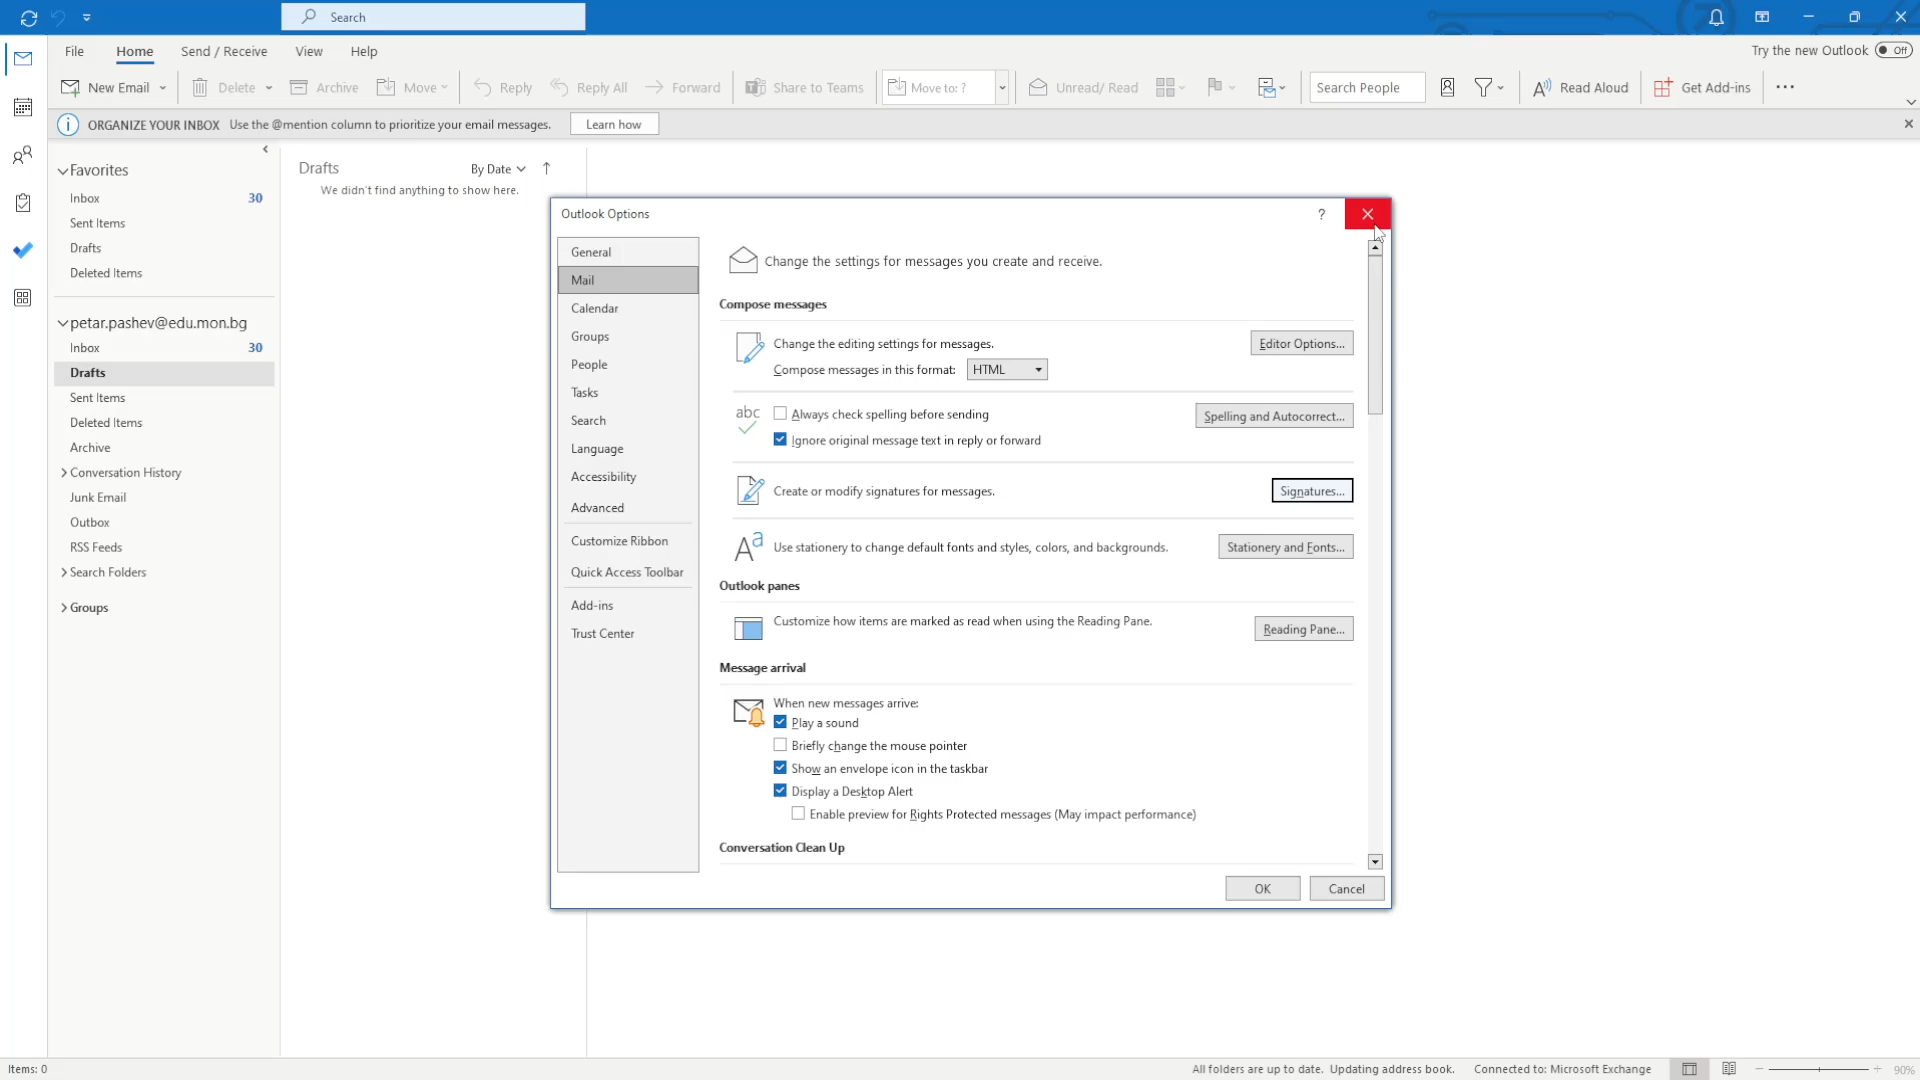 Search
File Home Send / Receive View Help
Try the new Outlook Off
New Email Delete Archive Move Reply Reply All Forward Share to Teams Move to: ? Unread/ Read Search People Read Aloud Get Add-ins
ORGANIZE YOUR INBOX Use the @mention column to prioritize your email messages. Learn how
Favorites
Inbox 30
Sent Items
Drafts
Deleted Items
petar.pashev@edu.mon.bg
Inbox 30
Drafts
Sent Items
Deleted Items
Archive
Conversation History
Junk Email
Outbox
RSS Feeds
Search Folders
Groups
Drafts By Date
We didn't find anything to show here.
Outlook Options ?
General
Mail
Calendar
Groups
People
Tasks
Search
Language
Accessibility
Advanced
Customize Ribbon
Quick Access Toolbar
Add-ins
Trust Center
Change the settings for messages you create and receive.
Compose messages
Change the editing settings for messages. Editor Options...
Compose messages in this format: HTML
abc Always check spelling before sending Spelling and Autocorrect...
Ignore original message text in reply or forward
Create or modify signatures for messages. Signatures...
Aa Use stationery to change default fonts and styles, colors, and backgrounds. Stationery and Fonts...
Outlook panes
Customize how items are marked as read when using the Reading Pane. Reading Pane...
Message arrival
When new messages arrive:
Play a sound
Briefly change the mouse pointer
Show an envelope icon in the taskbar
Display a Desktop Alert
Enable preview for Rights Protected messages (May impact performance)
Conversation Clean Up
OK Cancel
Items: 0 All folders are up to date. Updating address book. Connected to: Microsoft Exchange 90%